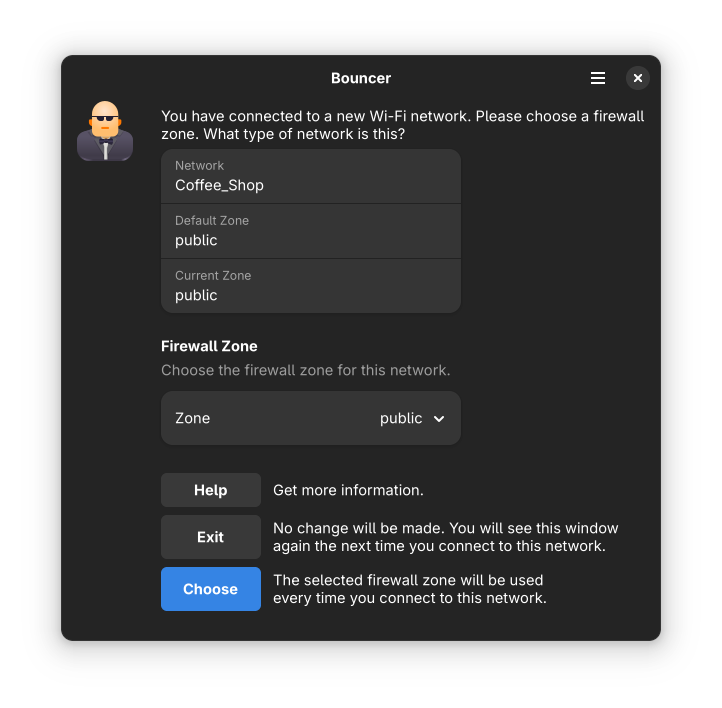 Bouncer
You have connected to a new Wi-Fi network. Please choose a firewall
zone. What type of network is this?
Network
Coffee_Shop
Default Zone
public
Current Zone
public
Firewall Zone
Choose the firewall zone for this network.
Zone public
Help Get more information.
Exit No change will be made. You will see this window
again the next time you connect to this network.
Choose The selected firewall zone will be used
every time you connect to this network.